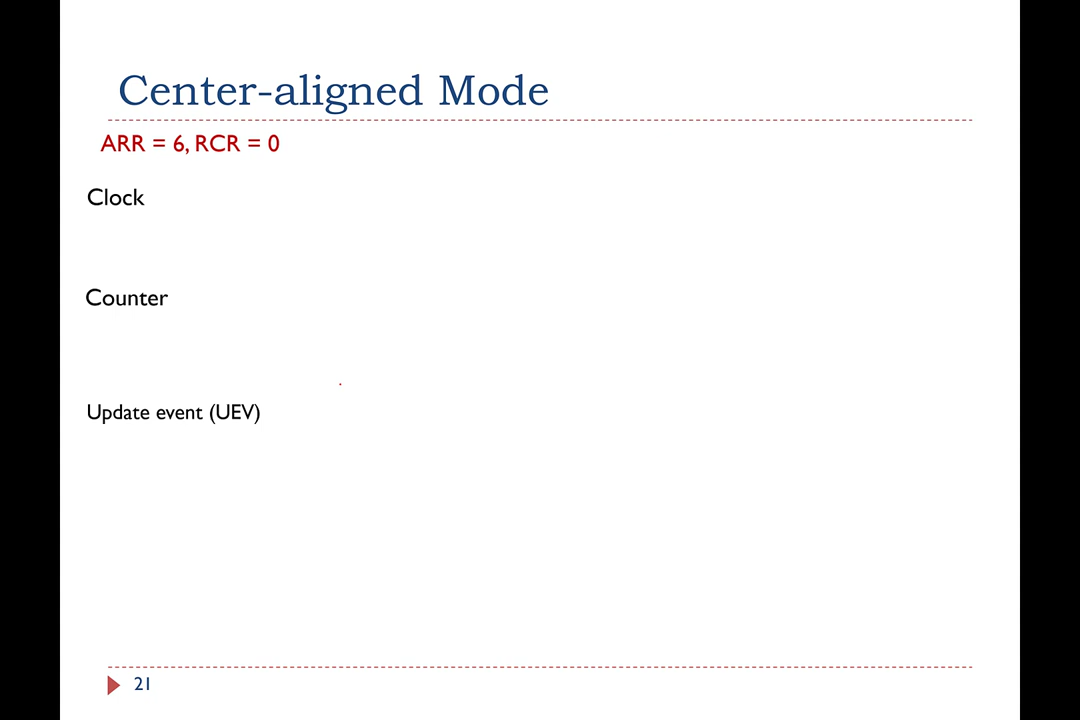 Center-aligned Mode
ARR = 6, RCR = 0
Clock
Counter
Update event (UEV)
21